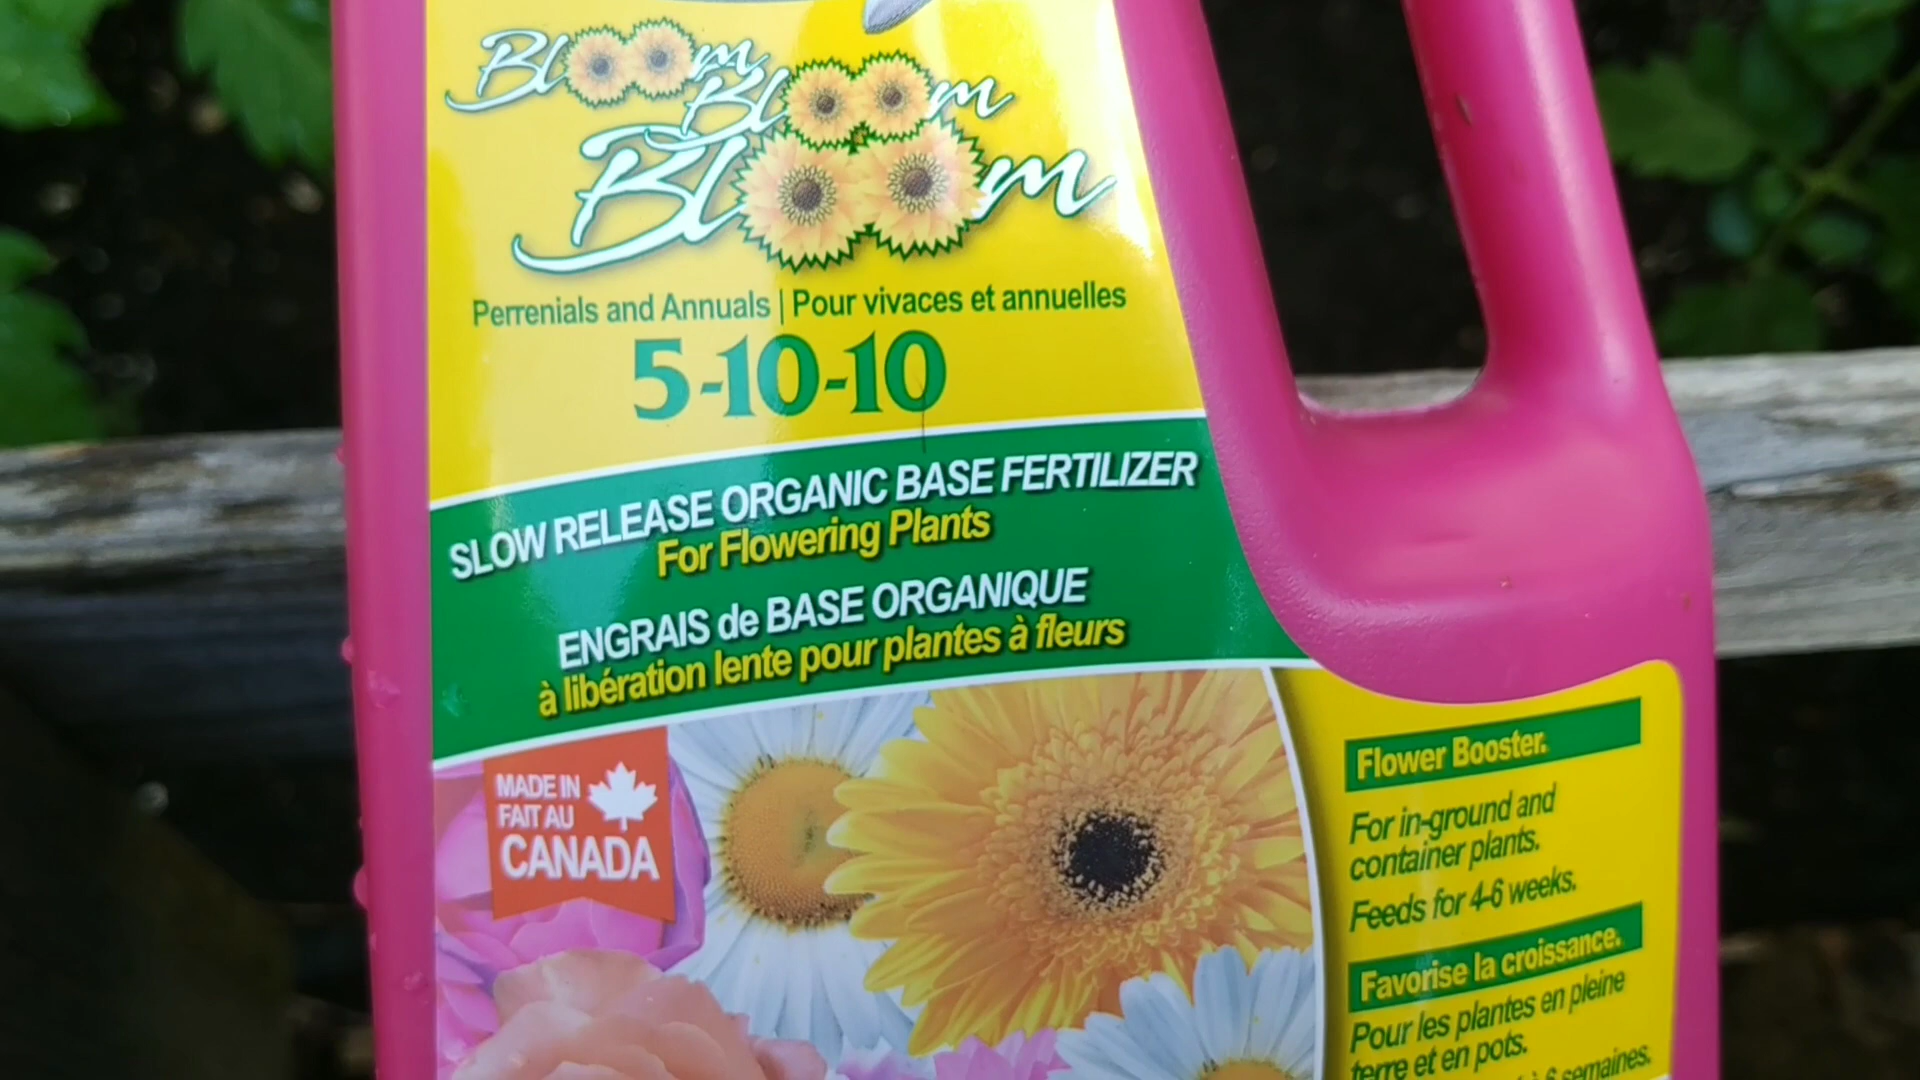 Bloom
Bloom
Bloom
Perrenials and Annuals | Pour vivaces et annuelles
5-10-10
SLOW RELEASE ORGANIC BASE FERTILIZER
For Flowering Plants
ENGRAIS de BASE ORGANIQUE
à libération lente pour plantes à fleurs
MADE IN
FAIT AU
CANADA
Flower Booster.
For in-ground and
container plants.
Feeds for 4-6 weeks.
Favorise la croissance.
Pour les plantes en pleine
terre et en pots.
à 6 semaines.